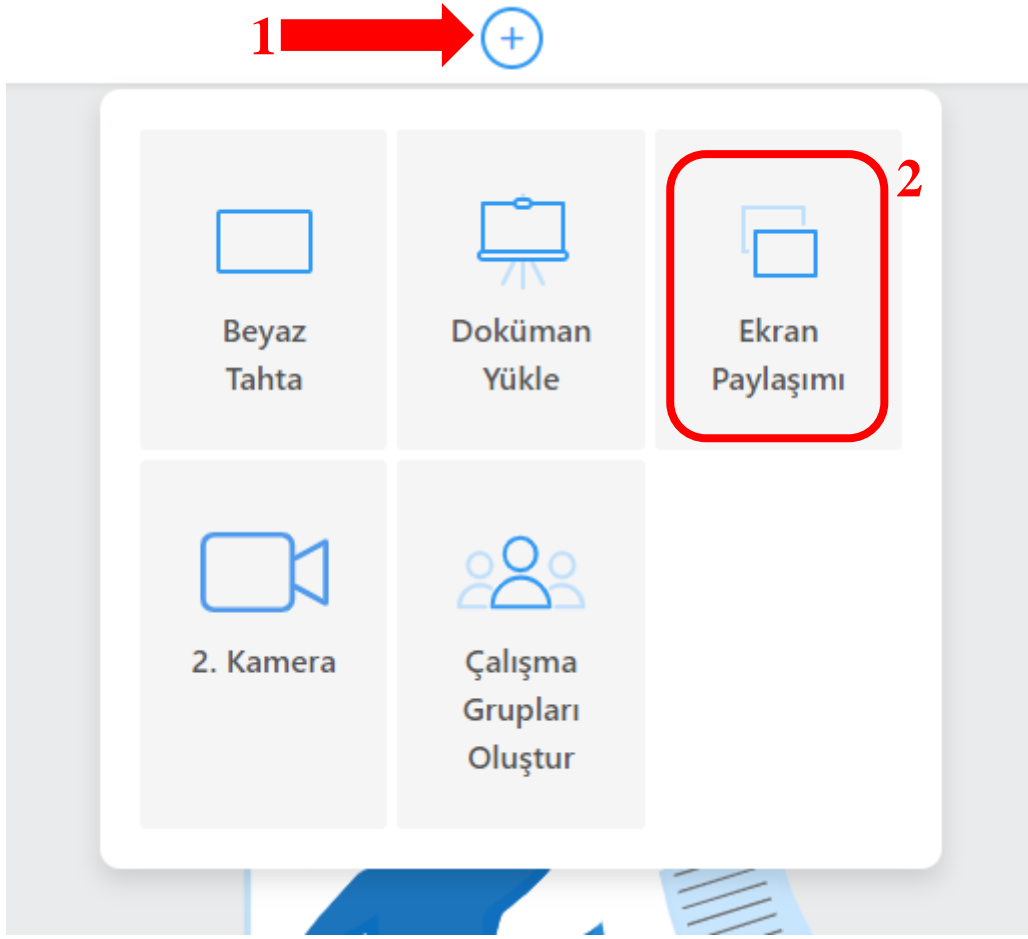 1
2
Beyaz
Tahta
Doküman
Yükle
Ekran
Paylaşımı
2. Kamera
Çalışma
Grupları
Oluştur